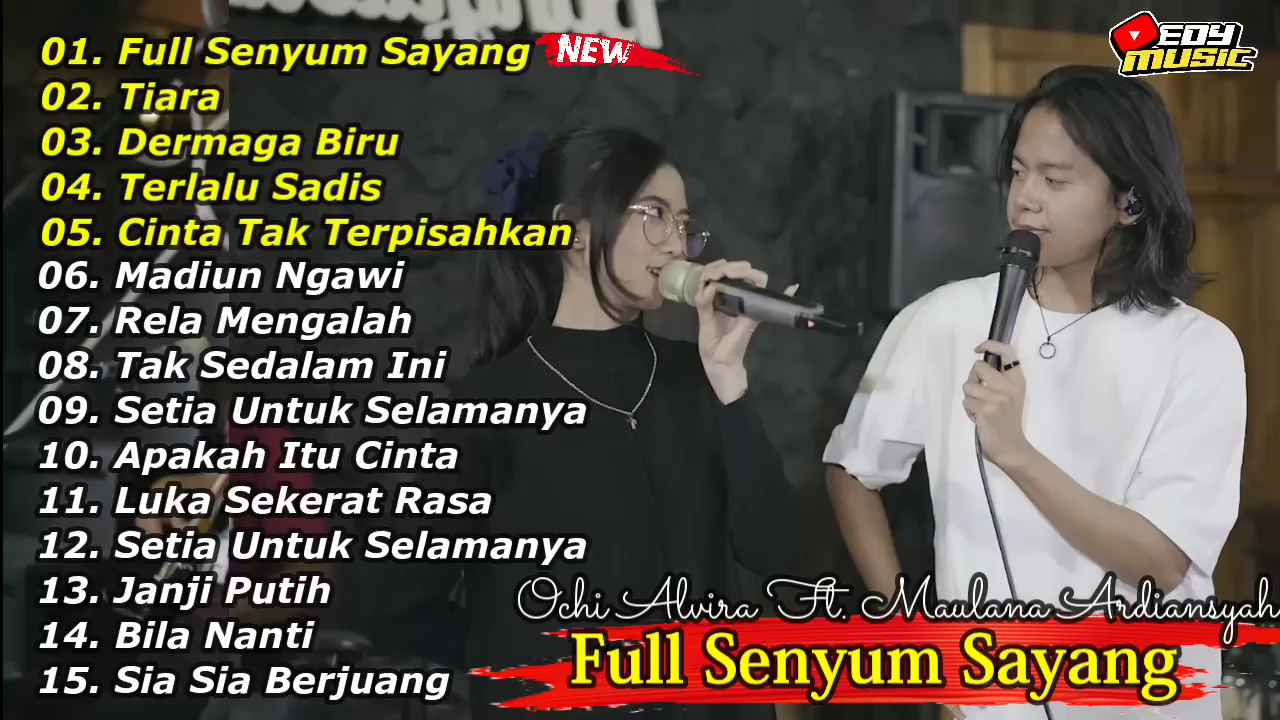 01. Full Senyum Sayang NEW
02. Tiara
03. Dermaga Biru
04. Terlalu Sadis
05. Cinta Tak Terpisahkan
06. Madiun Ngawi
07. Rela Mengalah
08. Tak Sedalam Ini
09. Setia Untuk Selamanya
10. Apakah Itu Cinta
11. Luka Sekerat Rasa
12. Setia Untuk Selamanya
13. Janji Putih
14. Bila Nanti
15. Sia Sia Berjuang
EDY
MUSIC
Ochi Alvira Ft. Maulana Ardiansyah
Full Senyum Sayang